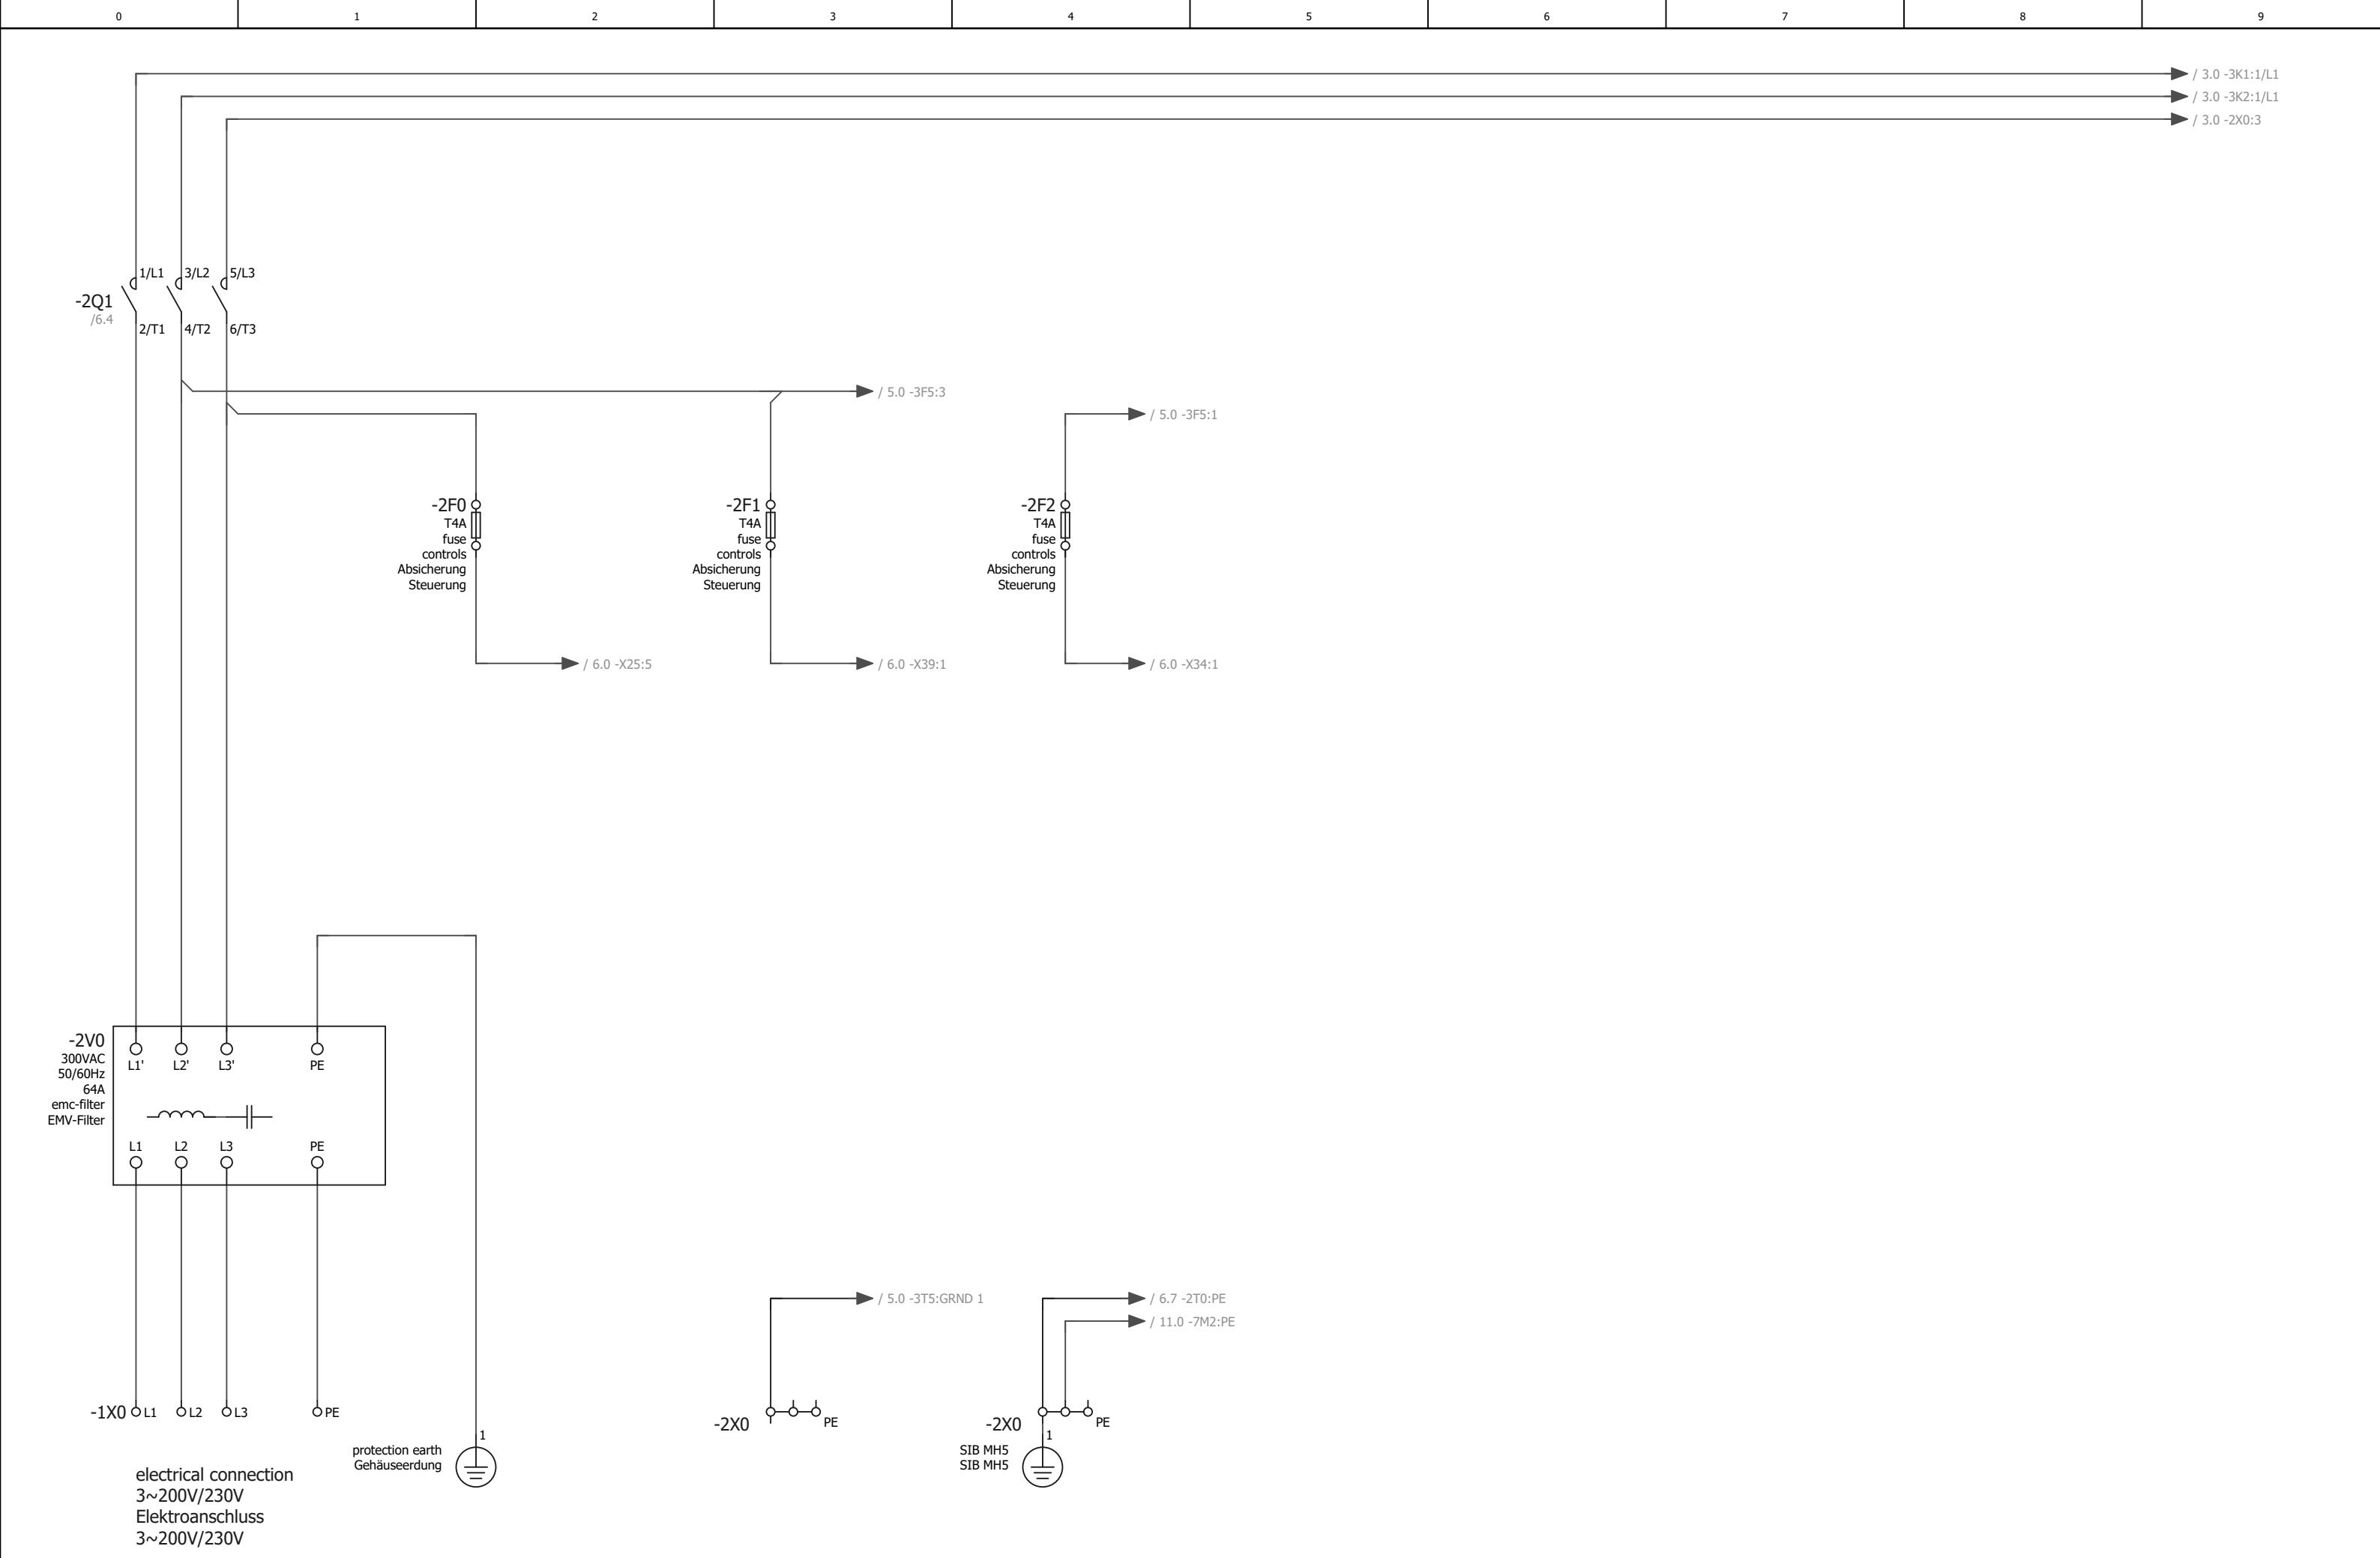 0 1 2 3 4 5 6 7 8 9
/ 3.0 -3K1:1/L1
/ 3.0 -3K2:1/L1
/ 3.0 -2X0:3
1/L1 3/L2 5/L3
-2Q1
/6.4
2/T1 4/T2 6/T3
/ 5.0 -3F5:3
/ 5.0 -3F5:1
-2F0
T4A
fuse
controls
Absicherung
Steuerung
-2F1
T4A
fuse
controls
Absicherung
Steuerung
-2F2
T4A
fuse
controls
Absicherung
Steuerung
/ 6.0 -X25:5
/ 6.0 -X39:1
/ 6.0 -X34:1
-2V0
300VAC
50/60Hz
64A
emc-filter
EMV-Filter
L1' L2' L3' PE
L1 L2 L3 PE
/ 5.0 -3T5:GRND 1
/ 6.7 -2T0:PE
/ 11.0 -7M2:PE
-1X0 L1 L2 L3 PE
-2X0 PE
-2X0 PE
1
protection earth
Gehäuseerdung
1
SIB MH5
SIB MH5
electrical connection
3~200V/230V
Elektroanschluss
3~200V/230V